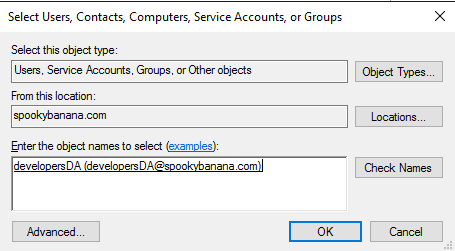 Select Users, Contacts, Computers, Service Accounts, or Groups
Select this object type:
Users, Service Accounts, Groups, or Other objects
Object Types...
From this location:
spookybanana.com
Locations...
Enter the object names to select (examples):
developersDA (developersDA@spookybanana.com)
Check Names
Advanced...
OK
Cancel